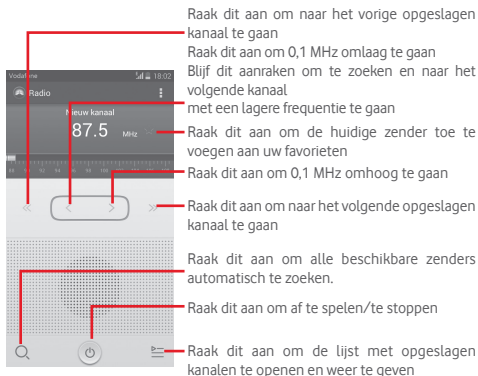 Raak dit aan om naar het vorige opgeslagen
kanaal te gaan
Raak dit aan om 0,1 MHz omlaag te gaan
Blijf dit aanraken om te zoeken en naar het
volgende kanaal
met een lagere frequentie te gaan
Raak dit aan om de huidige zender toe te
voegen aan uw favorieten
Raak dit aan om 0,1 MHz omhoog te gaan
Raak dit aan om naar het volgende opgeslagen
kanaal te gaan
Raak dit aan om alle beschikbare zenders
automatisch te zoeken.
Raak dit aan om af te spelen/te stoppen
Raak dit aan om de lijst met opgeslagen
kanalen te openen en weer te geven
Vodafone 18:02
Radio
Nieuw kanaal
87.5 MHz